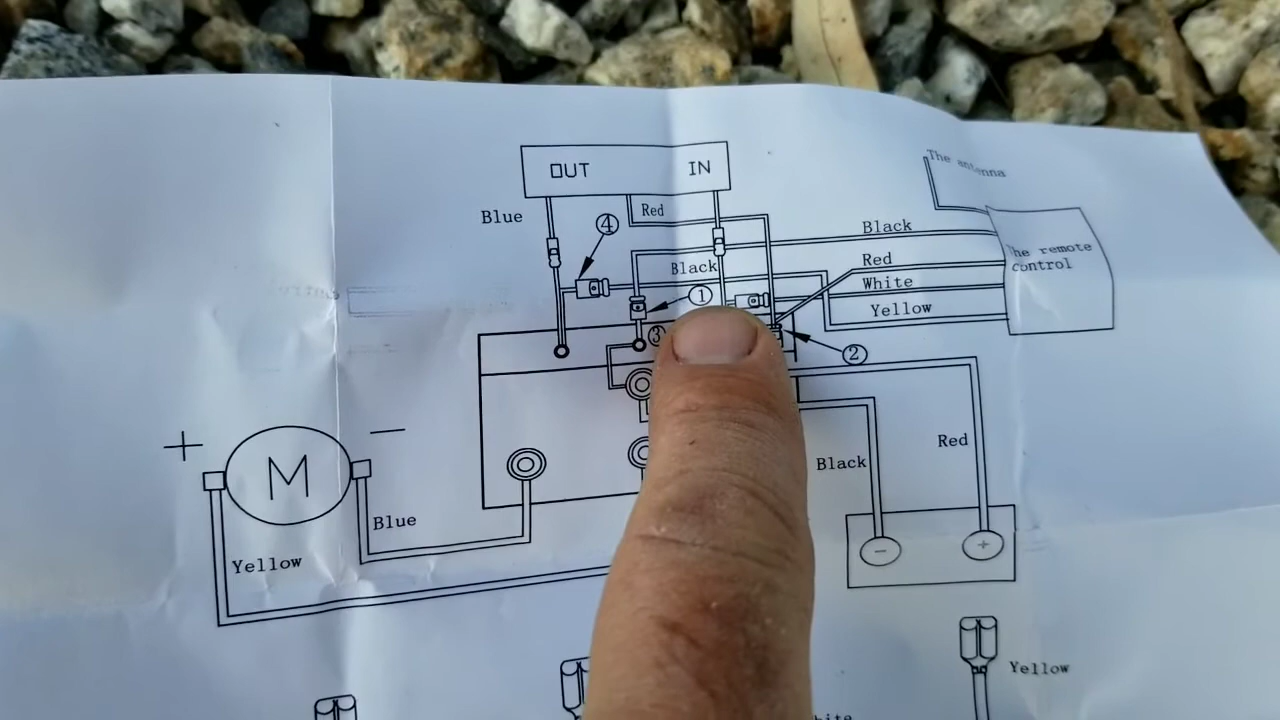 OUT IN
The antenna
Blue
④
Red
Black
The remote
control
Red
Black
White
①
Yellow
③
②
+
−
M
Red
Black
Blue
Yellow
−
+
Yellow